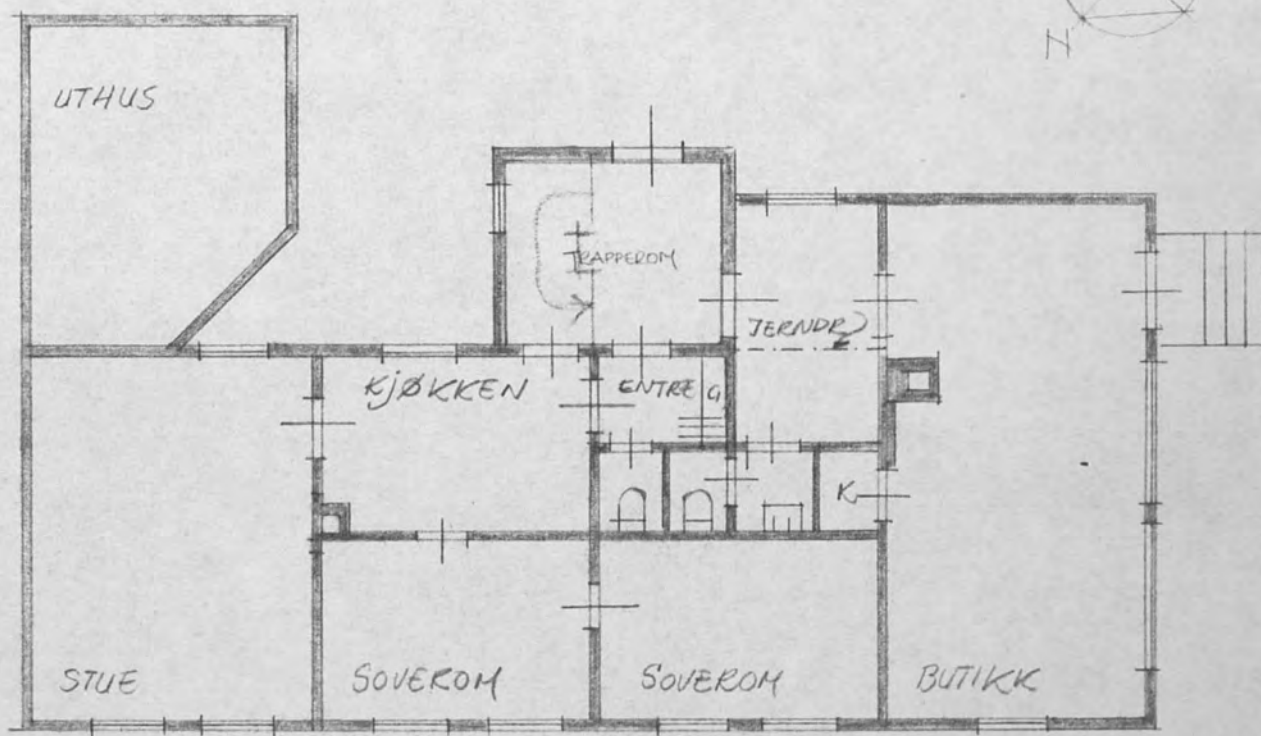 N
UTHUS
TRAPPEROM
JERNDR
KJØKKEN
ENTRE G
K
STUE
SOVEROM
SOVEROM
BUTIKK